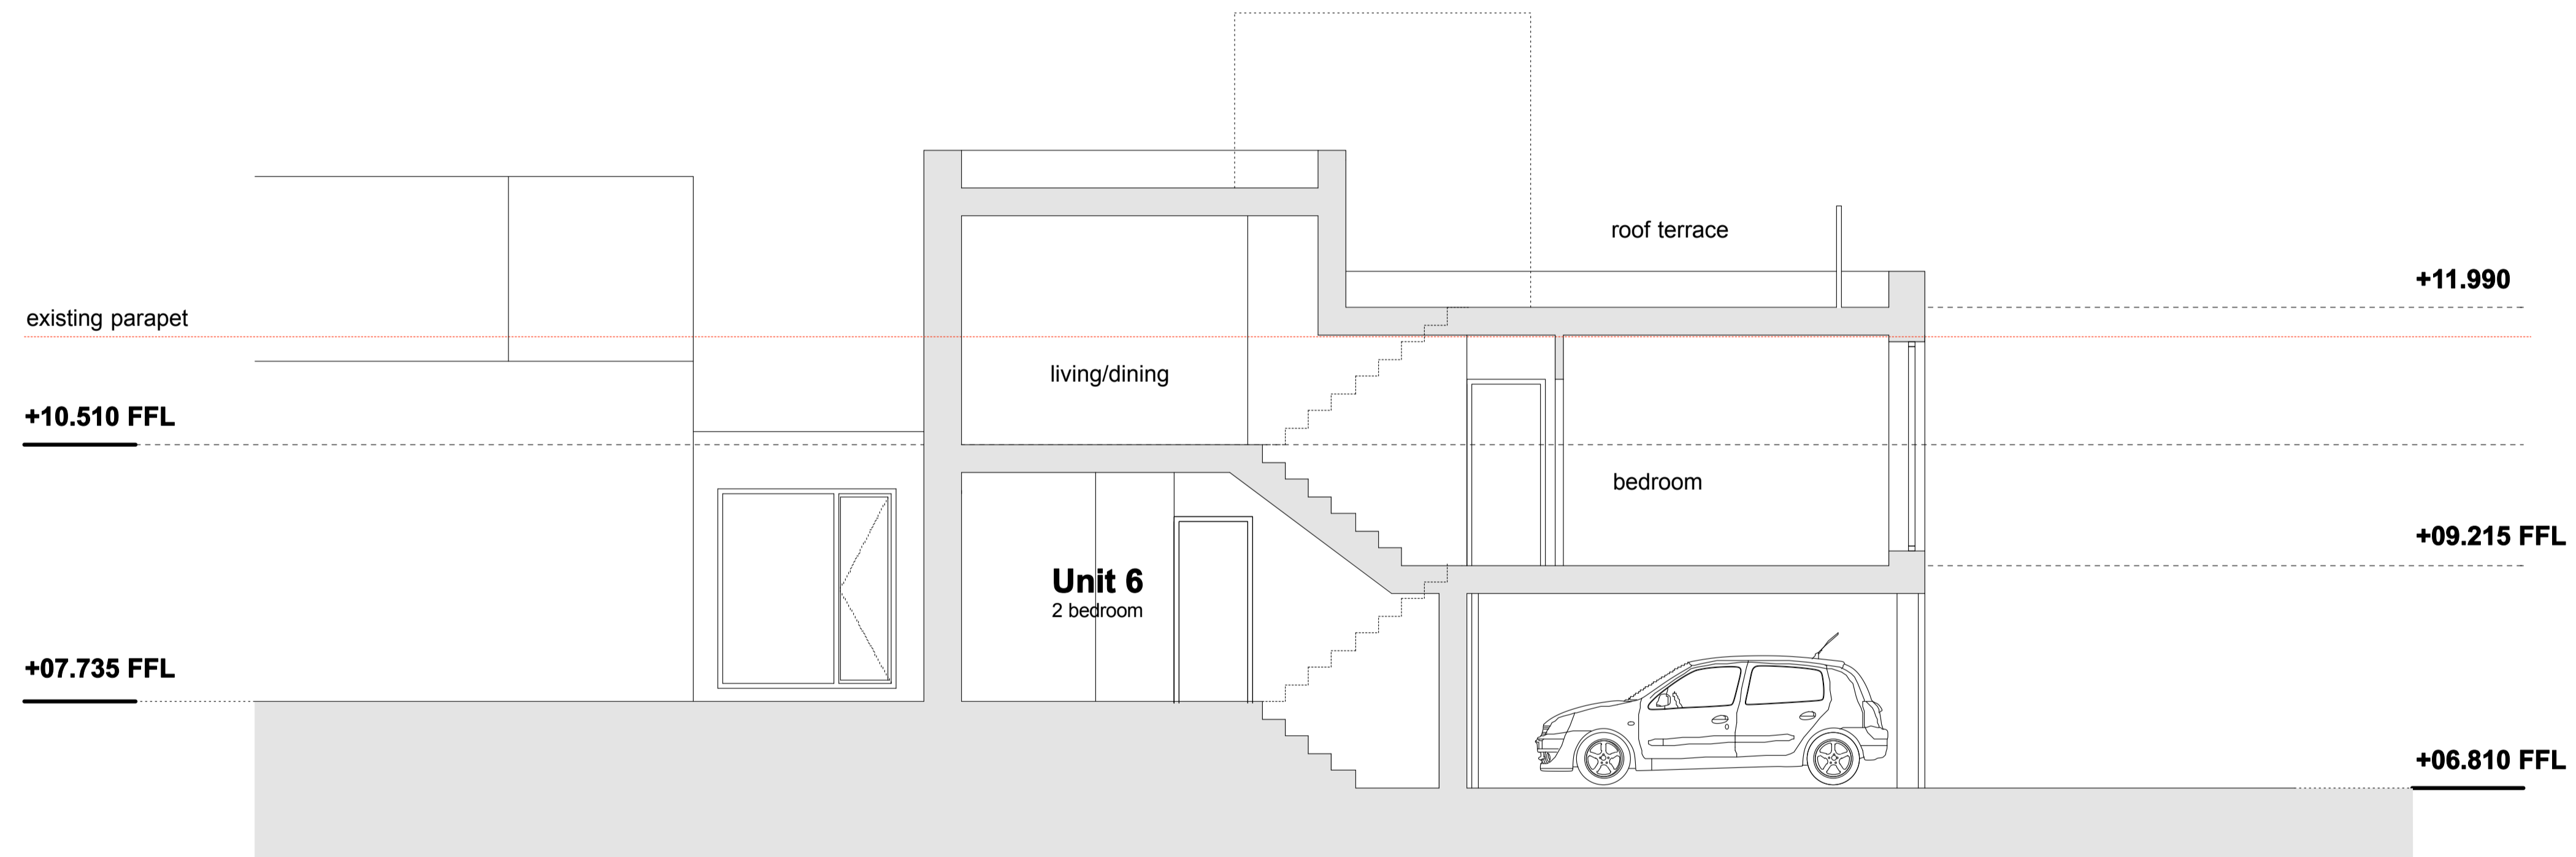 roof terrace
+11.990
existing parapet
living/dining
+10.510 FFL
bedroom
+09.215 FFL
Unit 6
2 bedroom
+07.735 FFL
+06.810 FFL